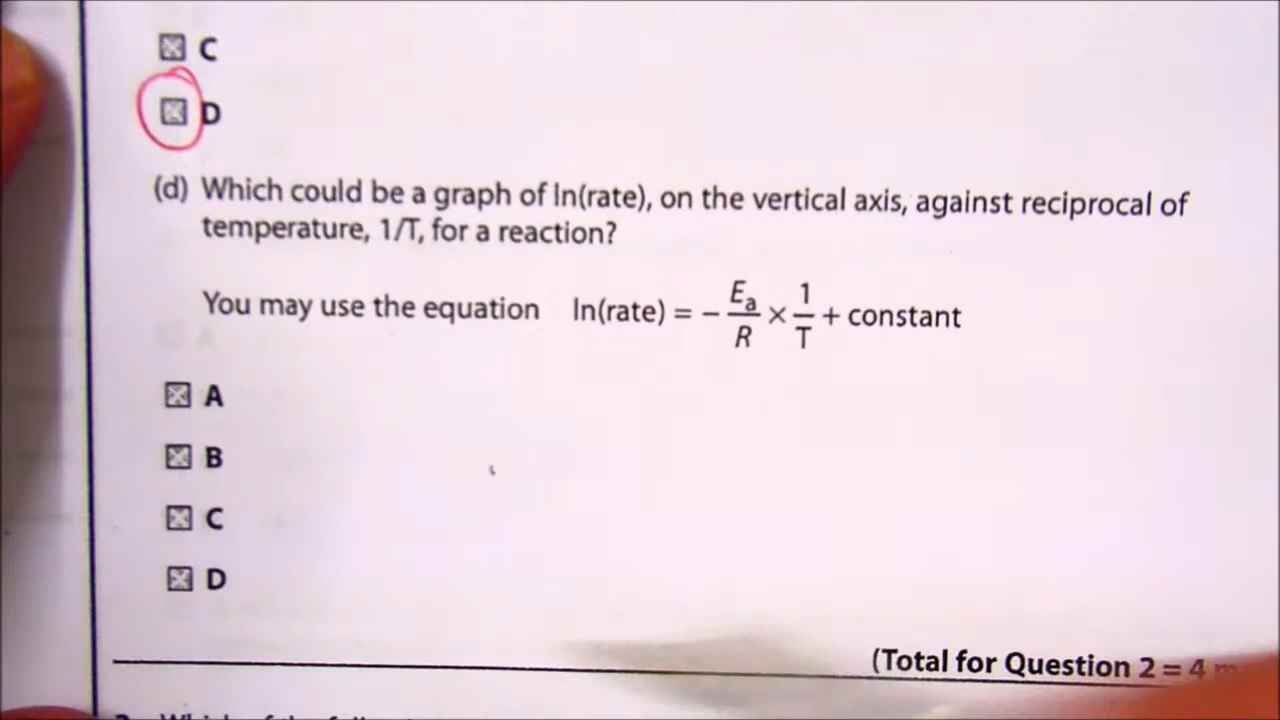 C
D
(d) Which could be a graph of ln(rate), on the vertical axis, against reciprocal of
temperature, 1/T, for a reaction?
You may use the equation ln(rate) = − Ea/R × 1/T + constant
A
B
C
D
(Total for Question 2 = 4